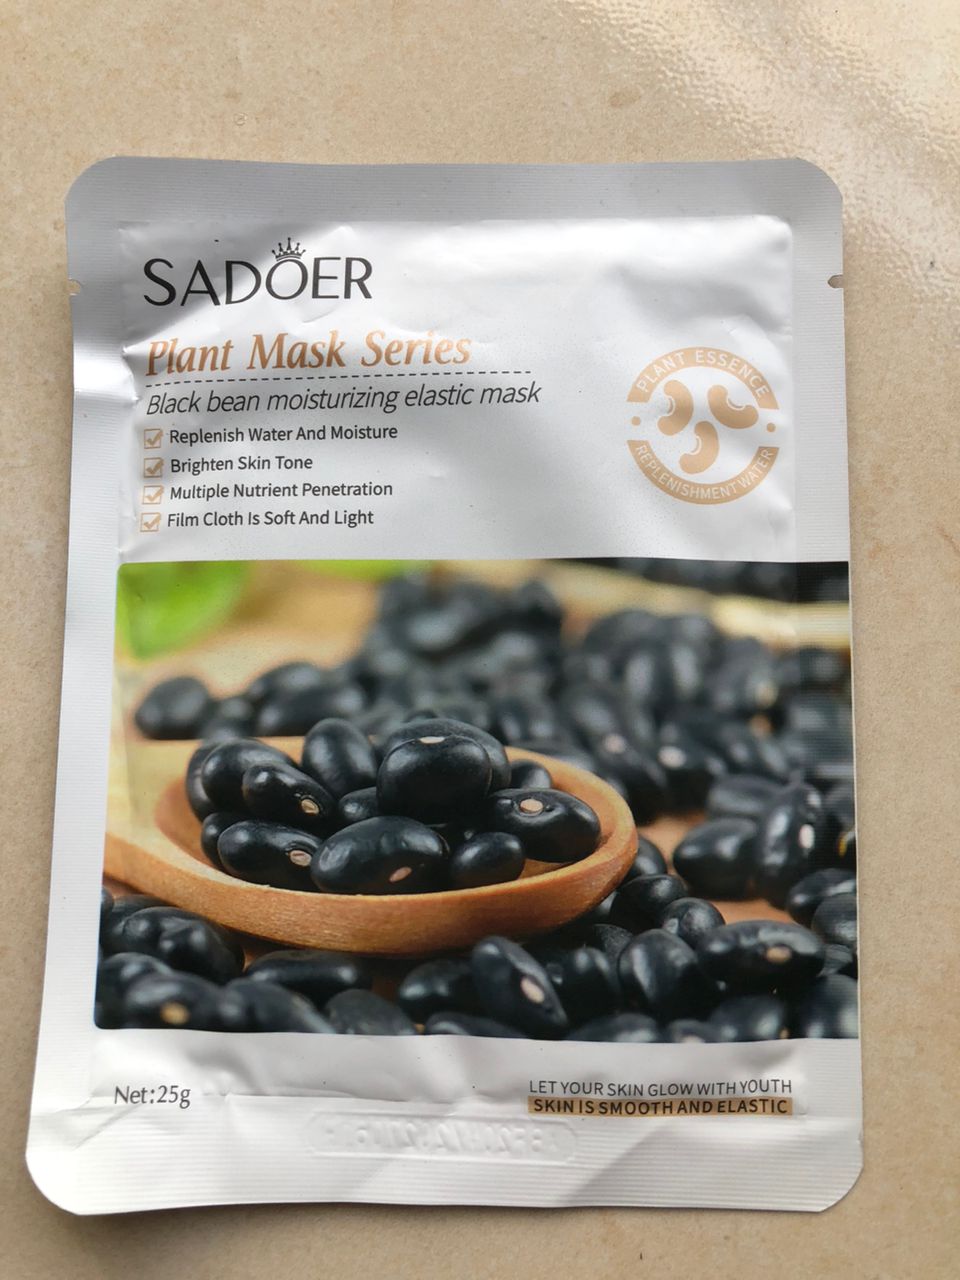 SADOER
Plant Mask Series
Black bean moisturizing elastic mask
Replenish Water And Moisture
Brighten Skin Tone
Multiple Nutrient Penetration
Film Cloth Is Soft And Light
PLANT ESSENCE
REPLENISHMENT WATER
Net:25g
LET YOUR SKIN GLOW WITH YOUTH
SKIN IS SMOOTH AND ELASTIC